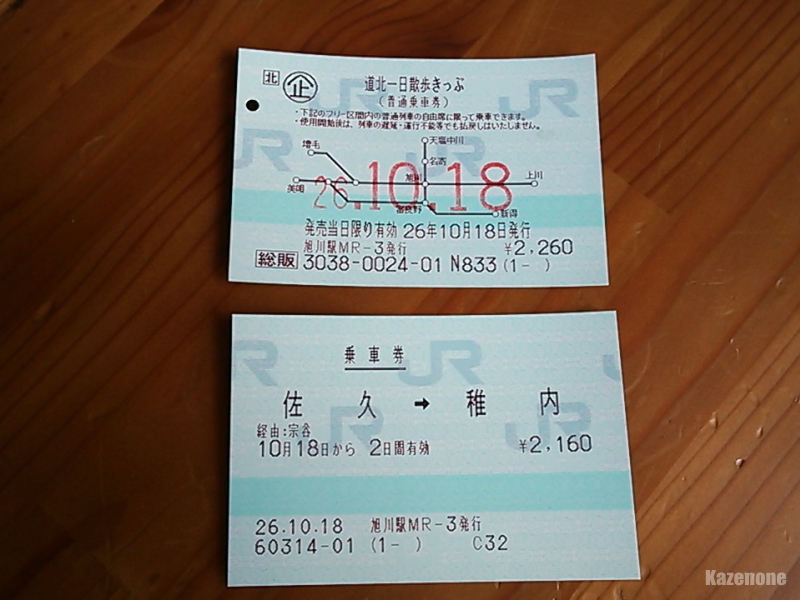 北 企 道北一日散歩きっぷ
(普通乗車券)
・下記のフリー区間内の普通列車の自由席に限って乗車できます。
・使用開始後は、列車の遅延・運行不能等でも払戻しはいたしません。
天塩中川
増毛
名寄
美唄 旭川 上川
富良野 新得
26.10.18
発売当日限り有効 26年10月18日発行
旭川駅MR-3発行 ¥2,260
総販 3038-0024-01 N833 (1- )
JR
乗車券
佐久 → 稚内
経由:宗谷
10月18日から 2日間有効 ¥2,160
26.10.18 旭川駅MR-3発行
60314-01 (1- ) C32
JR
Kazenone